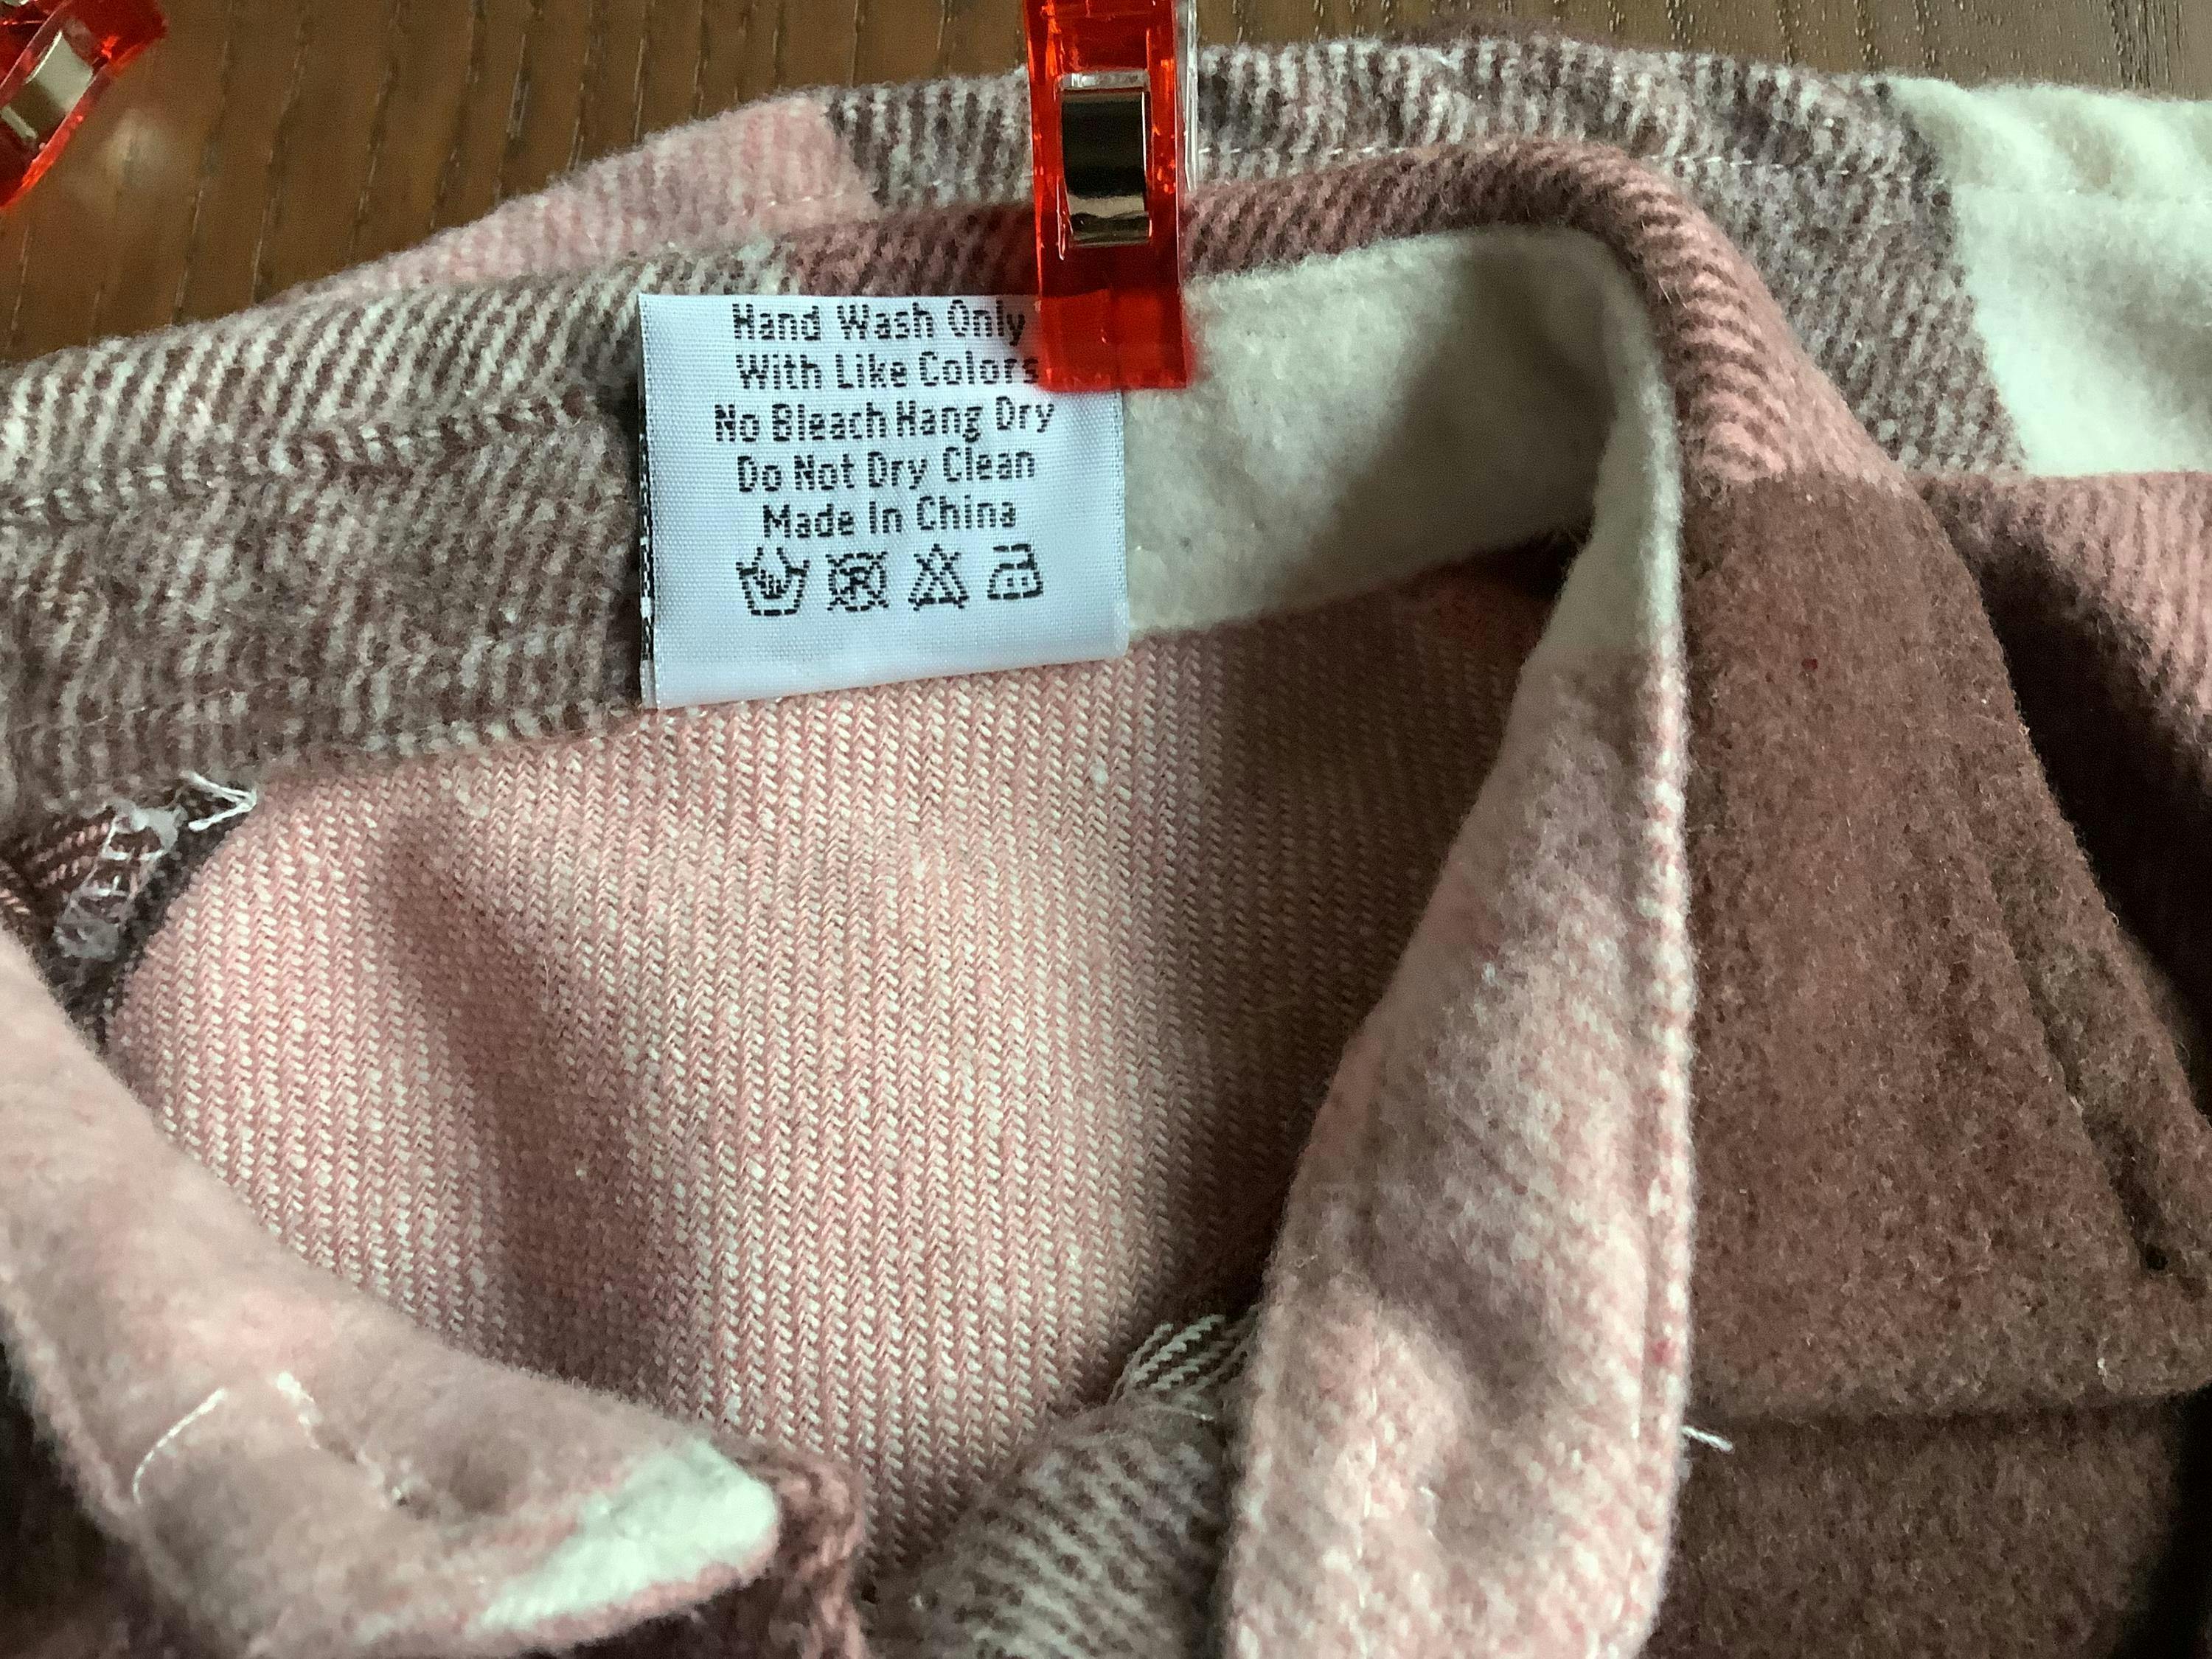 Hand Wash Only
With Like Colors
No Bleach Hang Dry
Do Not Dry Clean
Made In China